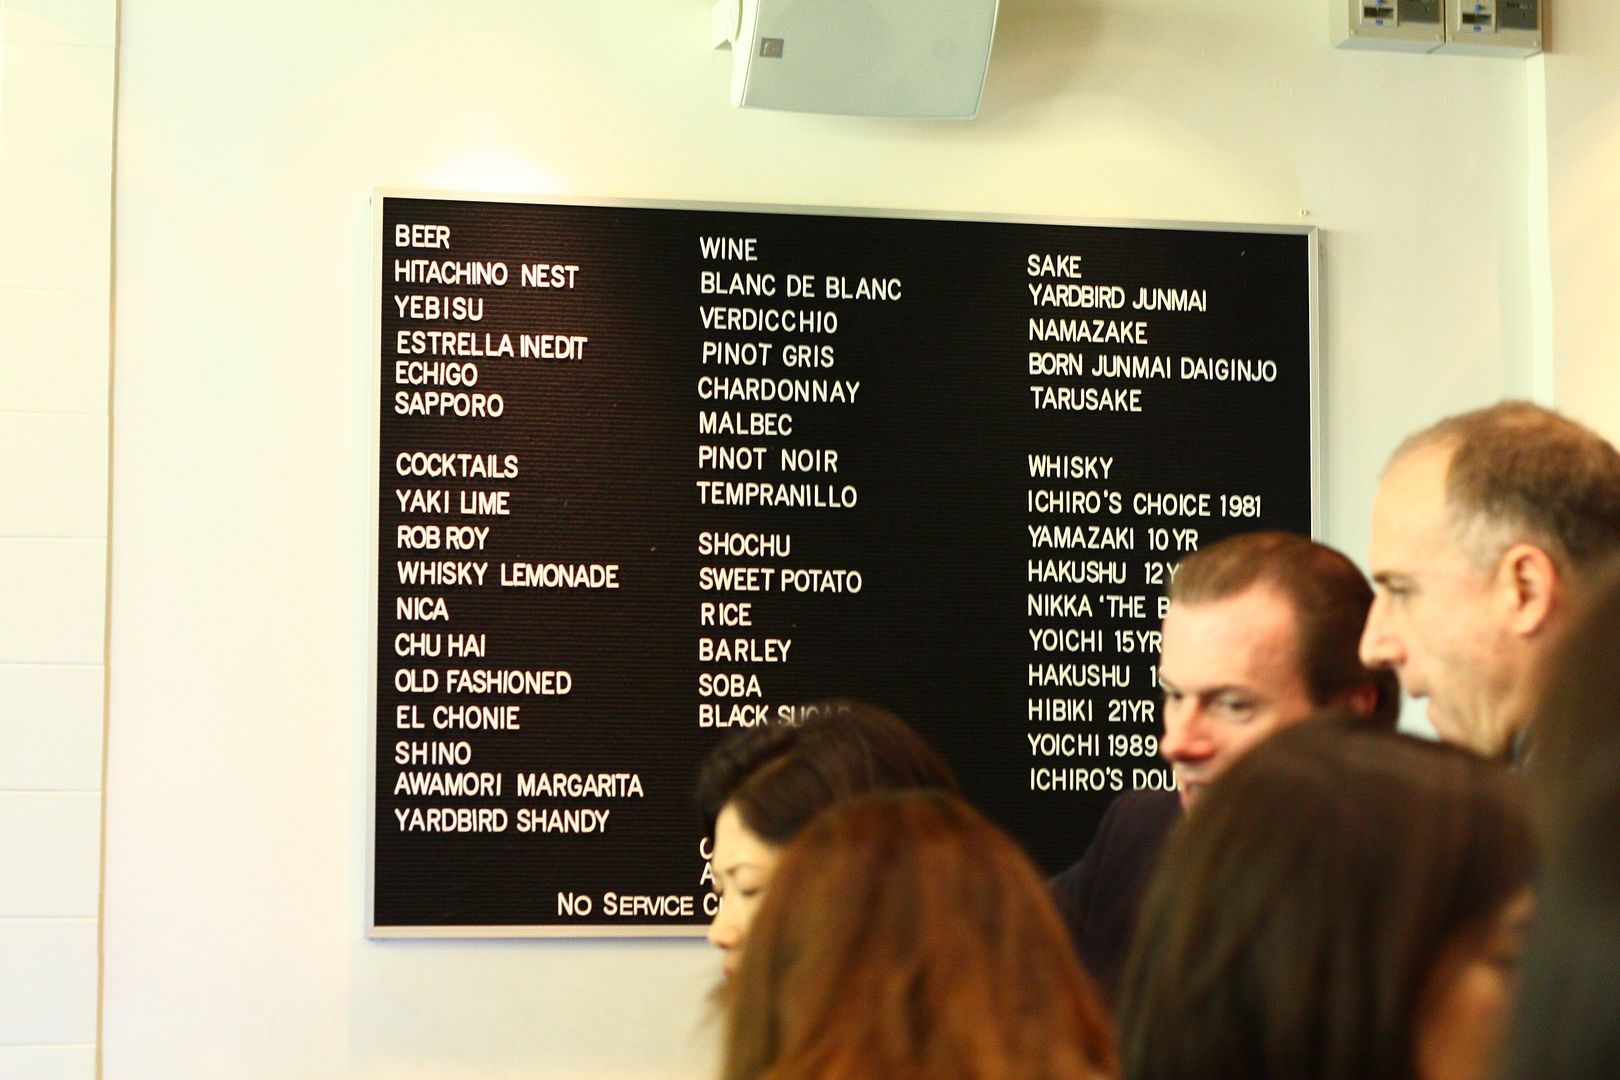 BEER
HITACHINO NEST
YEBISU
ESTRELLA INEDIT
ECHIGO
SAPPORO
COCKTAILS
YAKI LIME
ROB ROY
WHISKY LEMONADE
NICA
CHU HAI
OLD FASHIONED
EL CHONIE
SHINO
AWAMORI MARGARITA
YARDBIRD SHANDY
WINE
BLANC DE BLANC
VERDICCHIO
PINOT GRIS
CHARDONNAY
MALBEC
PINOT NOIR
TEMPRANILLO
SHOCHU
SWEET POTATO
RICE
BARLEY
SOBA
BLACK SUGAR
SAKE
YARDBIRD JUNMAI
NAMAZAKE
BORN JUNMAI DAIGINJO
TARUSAKE
WHISKY
ICHIRO'S CHOICE 1981
YAMAZAKI 10 YR
HAKUSHU
NIKKA 'THE
YOICHI 15YR
HAKUSHU
HIBIKI 21YR
YOICHI 1989
ICHIRO'S
No SERVICE